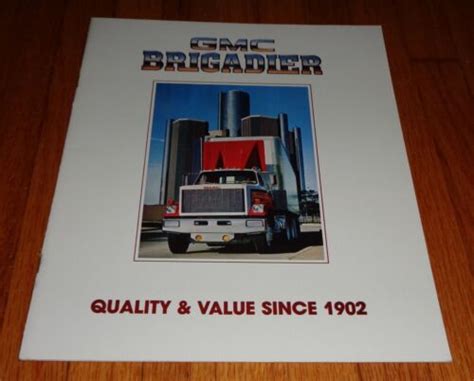 GMC
BRIGADIER
QUALITY & VALUE SINCE 1902